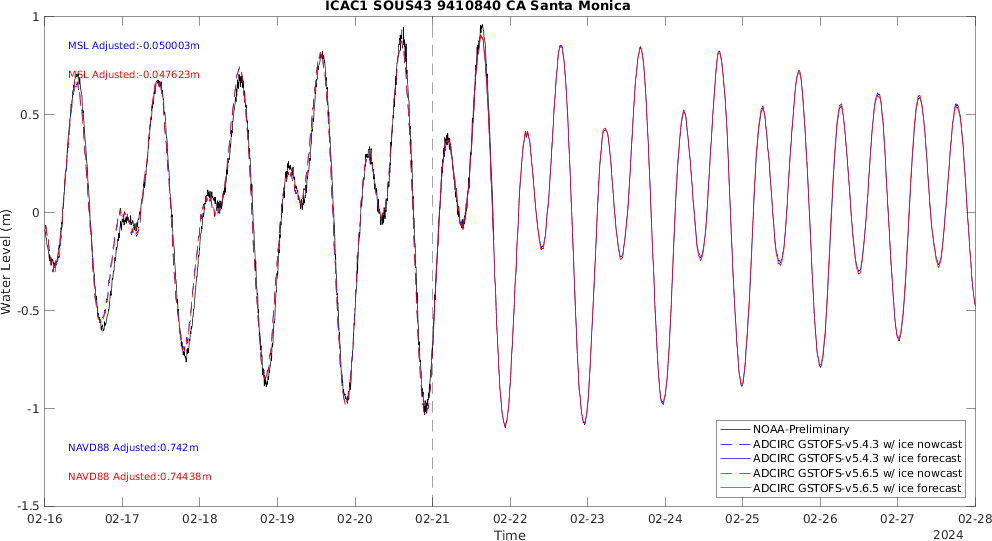 ICAC1 SOUS43 9410840 CA Santa Monica
MSL Adjusted:-0.050003m
MSL Adjusted:-0.047623m
NAVD88 Adjusted:0.742m
NAVD88 Adjusted:0.74438m
Water Level (m)
1
0.5
0
-0.5
-1
-1.5
NOAA-Preliminary
ADCIRC GSTOFS-v5.4.3 w/ ice nowcast
ADCIRC GSTOFS-v5.4.3 w/ ice forecast
ADCIRC GSTOFS-v5.6.5 w/ ice nowcast
ADCIRC GSTOFS-v5.6.5 w/ ice forecast
02-16 02-17 02-18 02-19 02-20 02-21 02-22 02-23 02-24 02-25 02-26 02-27 02-28
Time
2024